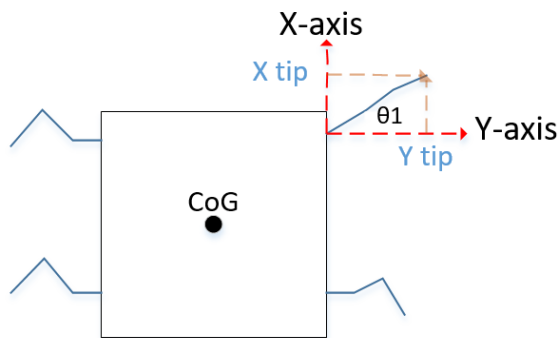 X-axis
X tip
θ1
Y-axis
Y tip
CoG